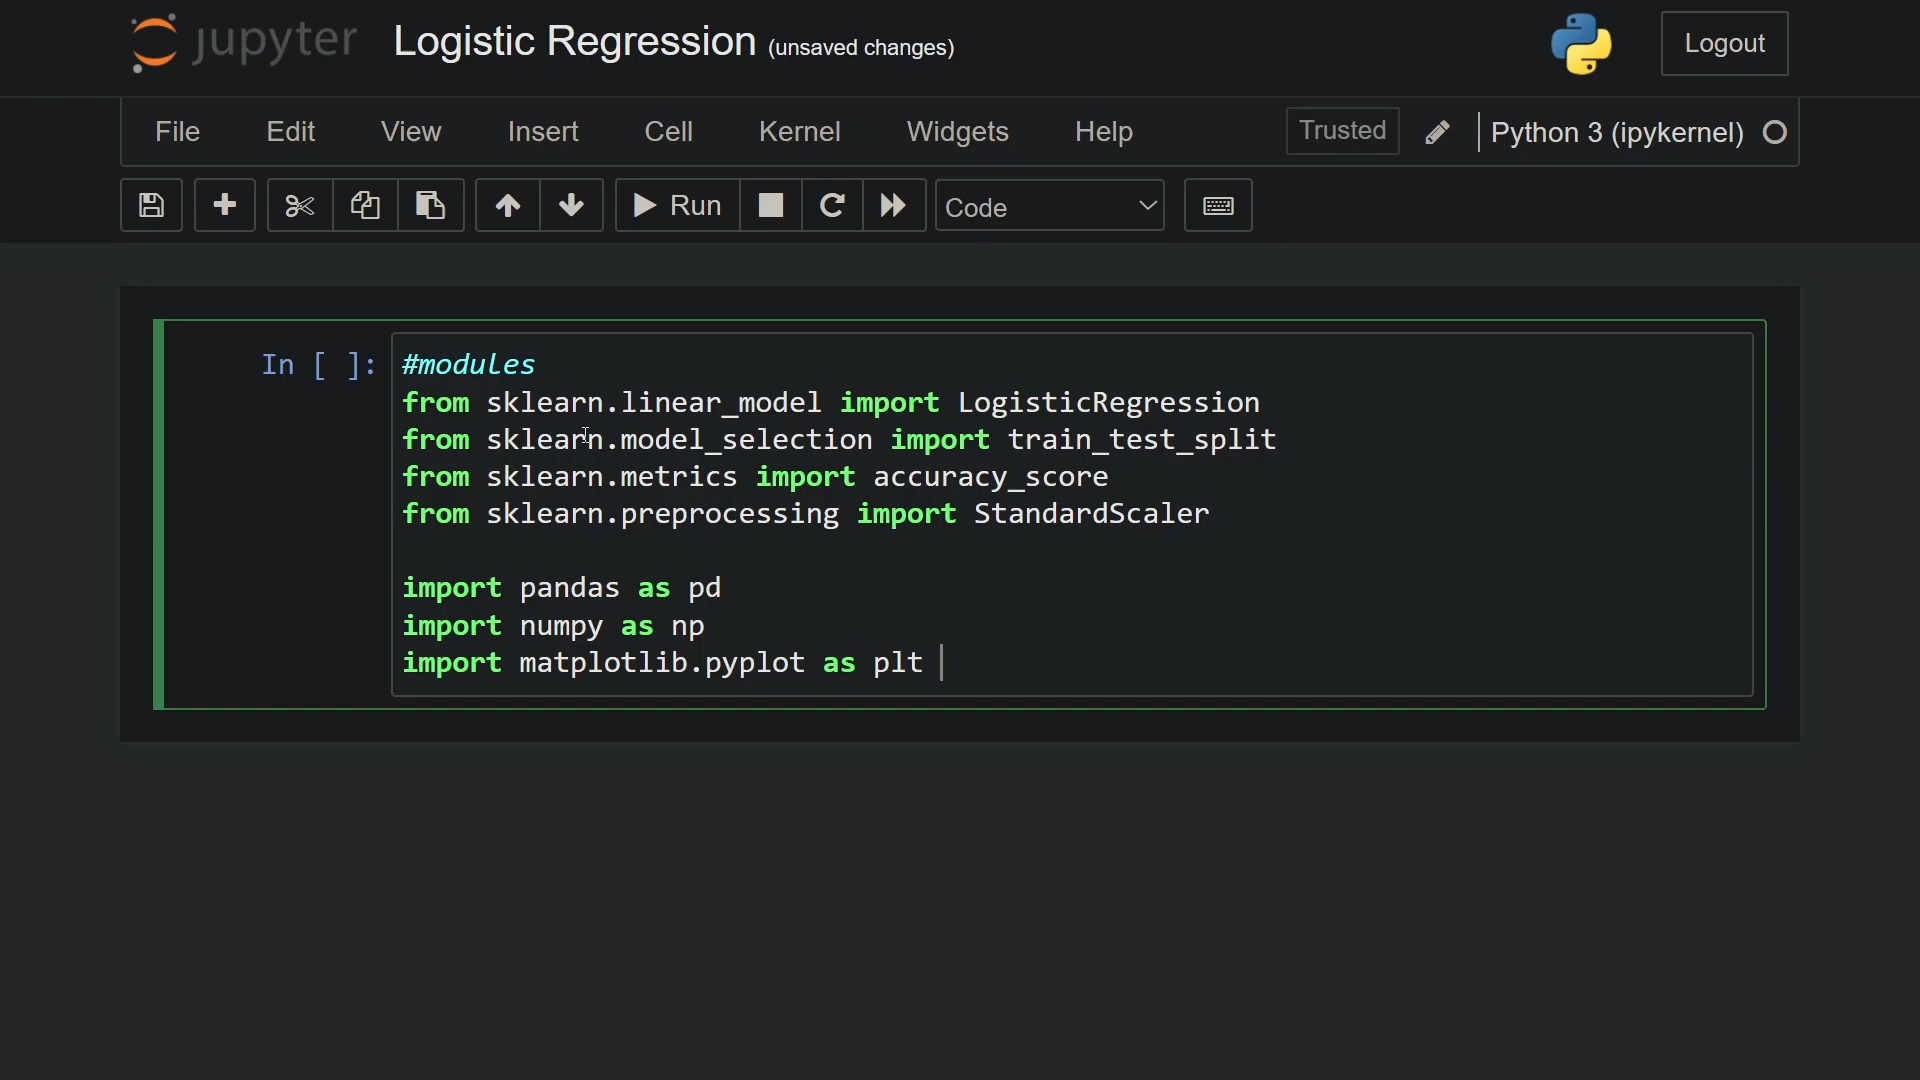 jupyter Logistic Regression (unsaved changes) Logout
File Edit View Insert Cell Kernel Widgets Help Trusted Python 3 (ipykernel)
Run Code
In [ ]: #modules
from sklearn.linear_model import LogisticRegression
from sklearn.model_selection import train_test_split
from sklearn.metrics import accuracy_score
from sklearn.preprocessing import StandardScaler
import pandas as pd
import numpy as np
import matplotlib.pyplot as plt